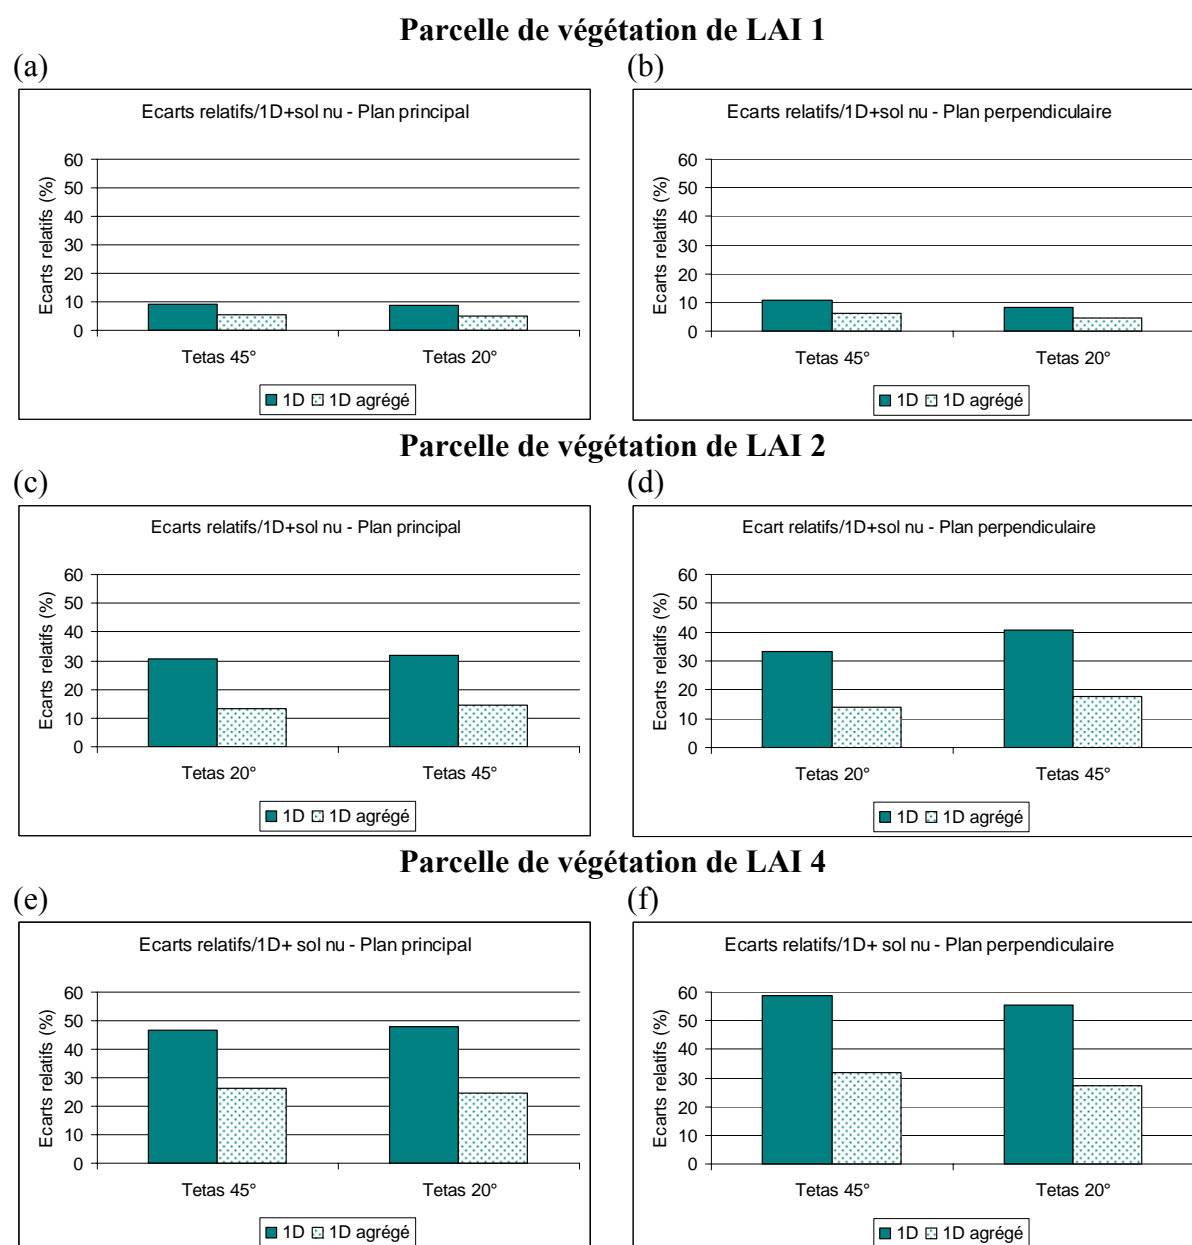 Parcelle de végétation de LAI 1
(a)
(b)
Ecarts relatifs/1D+sol nu - Plan principal
Ecarts relatifs (%)
60
50
40
30
20
10
0
Tetas 45°
Tetas 20°
1D
1D agrégé
Ecarts relatifs/1D+sol nu - Plan perpendiculaire
Ecarts relatifs (%)
60
50
40
30
20
10
0
Tetas 45°
Tetas 20°
1D
1D agrégé
Parcelle de végétation de LAI 2
(c)
(d)
Ecarts relatifs/1D+sol nu - Plan principal
Ecarts relatifs (%)
60
50
40
30
20
10
0
Tetas 20°
Tetas 45°
1D
1D agrégé
Ecart relatifs/1D+sol nu - Plan perpendiculaire
Ecarts relatifs (%)
60
50
40
30
20
10
0
Tetas 20°
Tetas 45°
1D
1D agrégé
Parcelle de végétation de LAI 4
(e)
(f)
Ecarts relatifs/1D+ sol nu - Plan principal
Ecarts relatifs (%)
60
50
40
30
20
10
0
Tetas 45°
Tetas 20°
1D
1D agrégé
Ecarts relatifs/1D+ sol nu - Plan perpendiculaire
Ecarts relatifs (%)
60
50
40
30
20
10
0
Tetas 45°
Tetas 20°
1D
1D agrégé